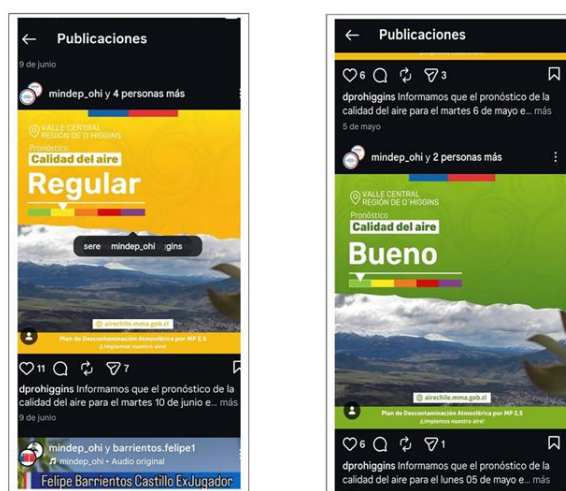 ← Publicaciones
9 de junio
mindep_ohi y 4 personas más
VALLE CENTRAL
REGIÓN DE O'HIGGINS
Pronóstico
Calidad del aire
Regular
sere mindep_ohi gins
@ airechile.mma.gob.cl
Plan de Descontaminación Atmosférica por MP 2,5
¡Limpiemos nuestro aire!
11 7
dprohiggins Informamos que el pronóstico de la
calidad del aire para el martes 10 de junio e... más
9 de junio
mindep_ohi y barrientos.felipe1
mindep_ohi • Audio original
Felipe Barrientos Castillo ExJugador
← Publicaciones
6 3
dprohiggins Informamos que el pronóstico de la
calidad del aire para el martes 6 de mayo e... más
5 de mayo
mindep_ohi y 2 personas más
VALLE CENTRAL
REGIÓN DE O'HIGGINS
Pronóstico
Calidad del aire
Bueno
@ airechile.mma.gob.cl
Plan de Descontaminación Atmosférica por MP 2,5
¡Limpiemos nuestro aire!
6 1
dprohiggins Informamos que el pronóstico de la
calidad del aire para el lunes 05 de mayo e... más